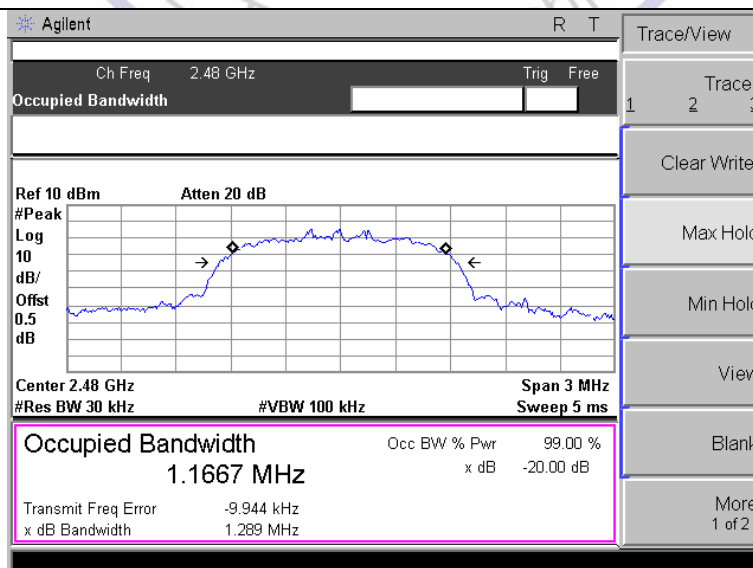 Agilent R T
Ch Freq 2.48 GHz Trig Free
Occupied Bandwidth
Ref 10 dBm Atten 20 dB
#Peak
Log
10
dB/
Offst
0.5
dB
Center 2.48 GHz Span 3 MHz
#Res BW 30 kHz #VBW 100 kHz Sweep 5 ms
Occupied Bandwidth Occ BW % Pwr 99.00 %
1.1667 MHz x dB -20.00 dB
Transmit Freq Error -9.944 kHz
x dB Bandwidth 1.289 MHz
Trace/View
Trace
1 2
Clear Write
Max Hold
Min Hold
View
Blank
More
1 of 2